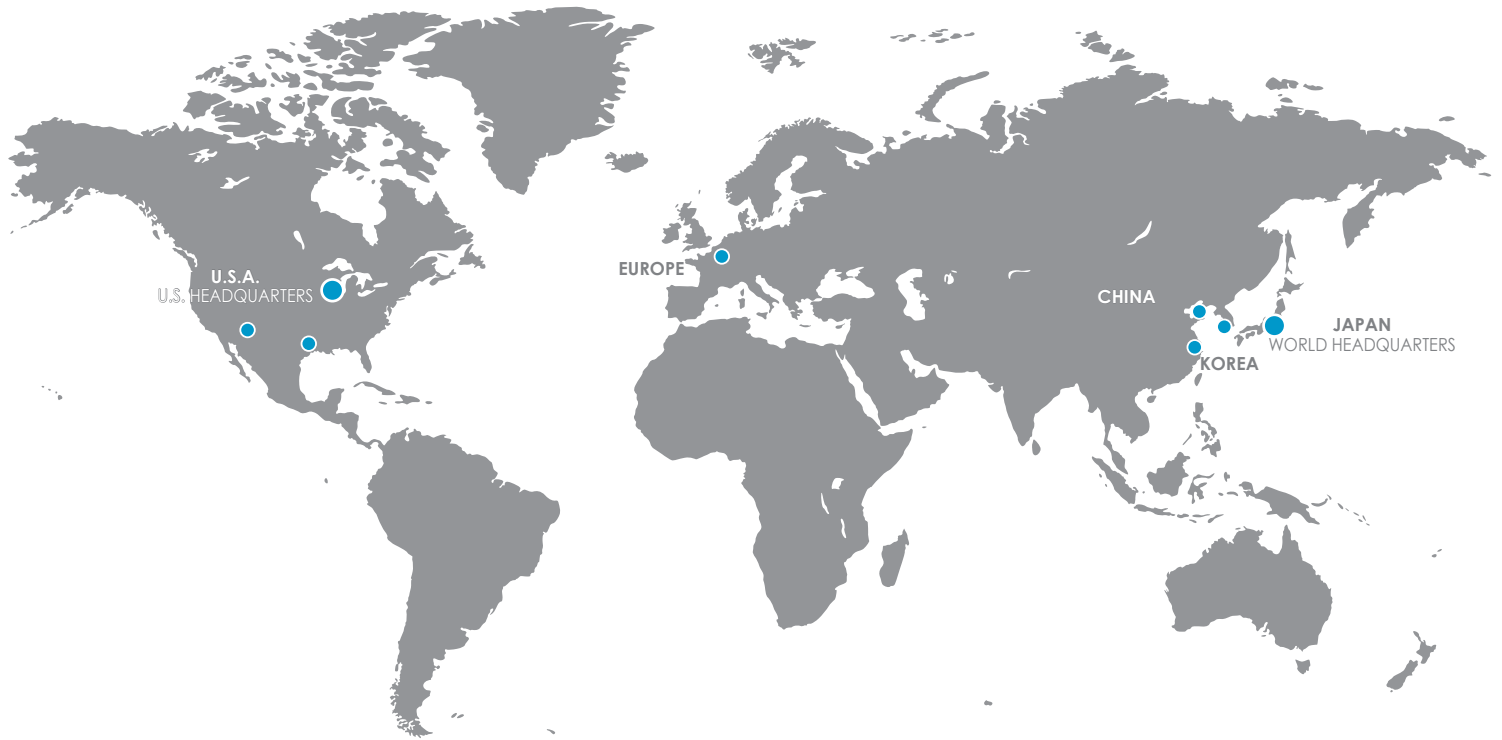 U.S.A.
U.S. HEADQUARTERS
EUROPE
CHINA
JAPAN
WORLD HEADQUARTERS
KOREA